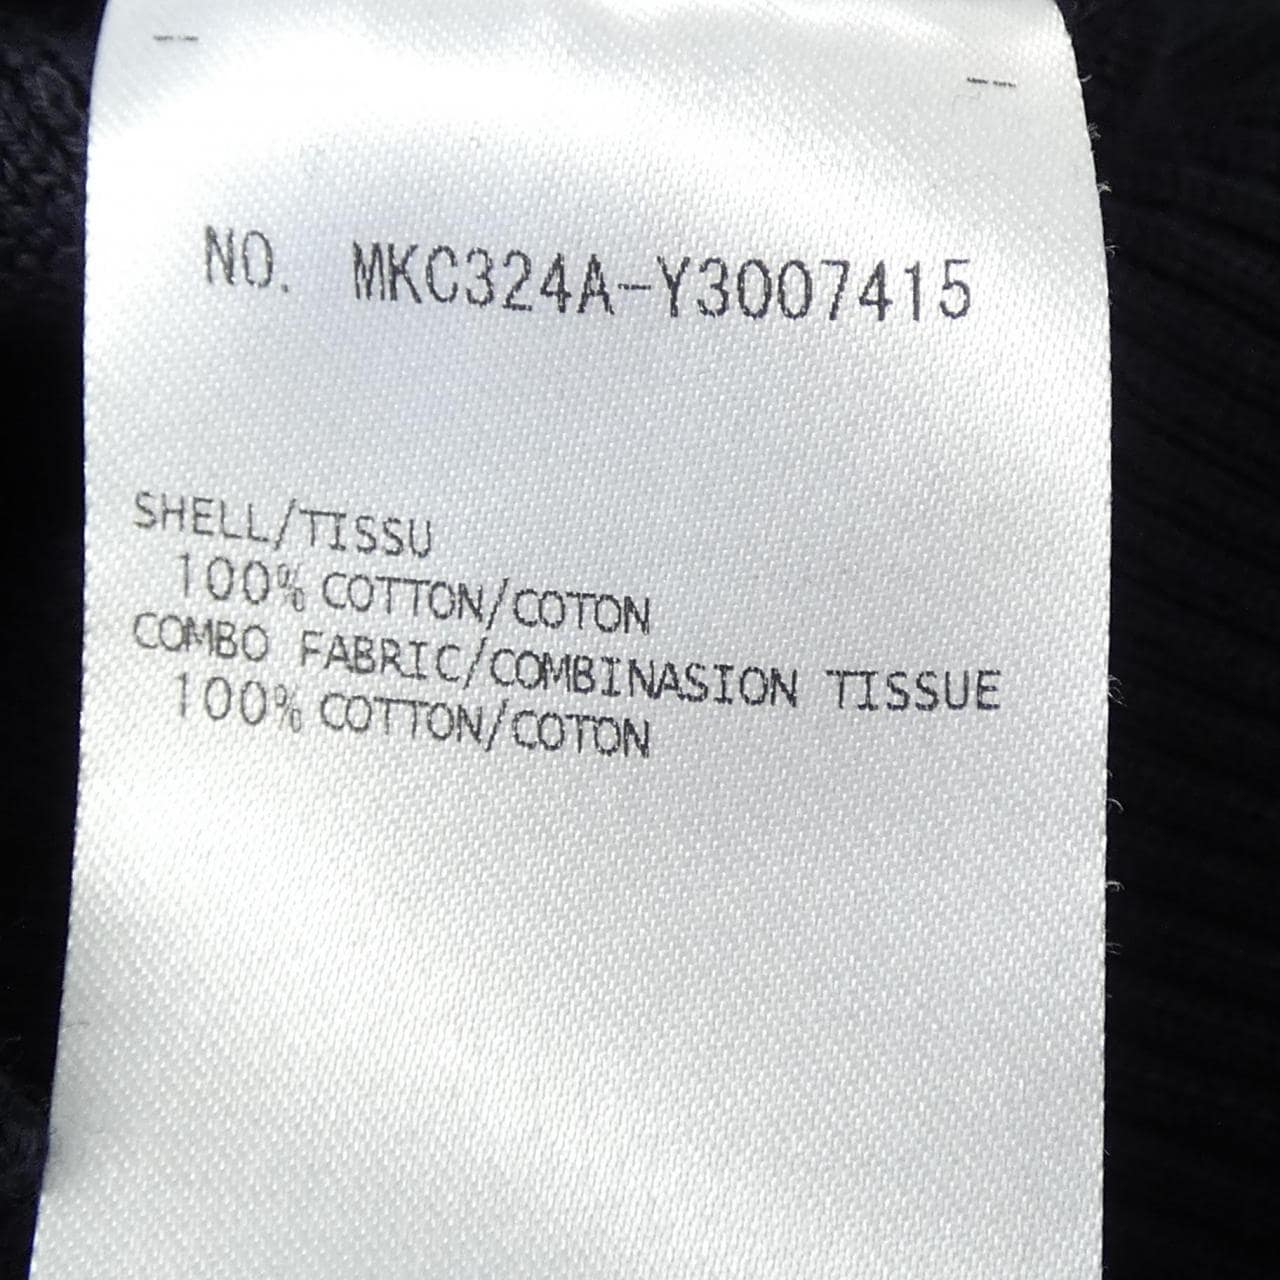 NO. MKC324A-Y3007415
SHELL/TISSU
100% COTTON/COTON
COMBO FABRIC/COMBINASION TISSUE
100% COTTON/COTON